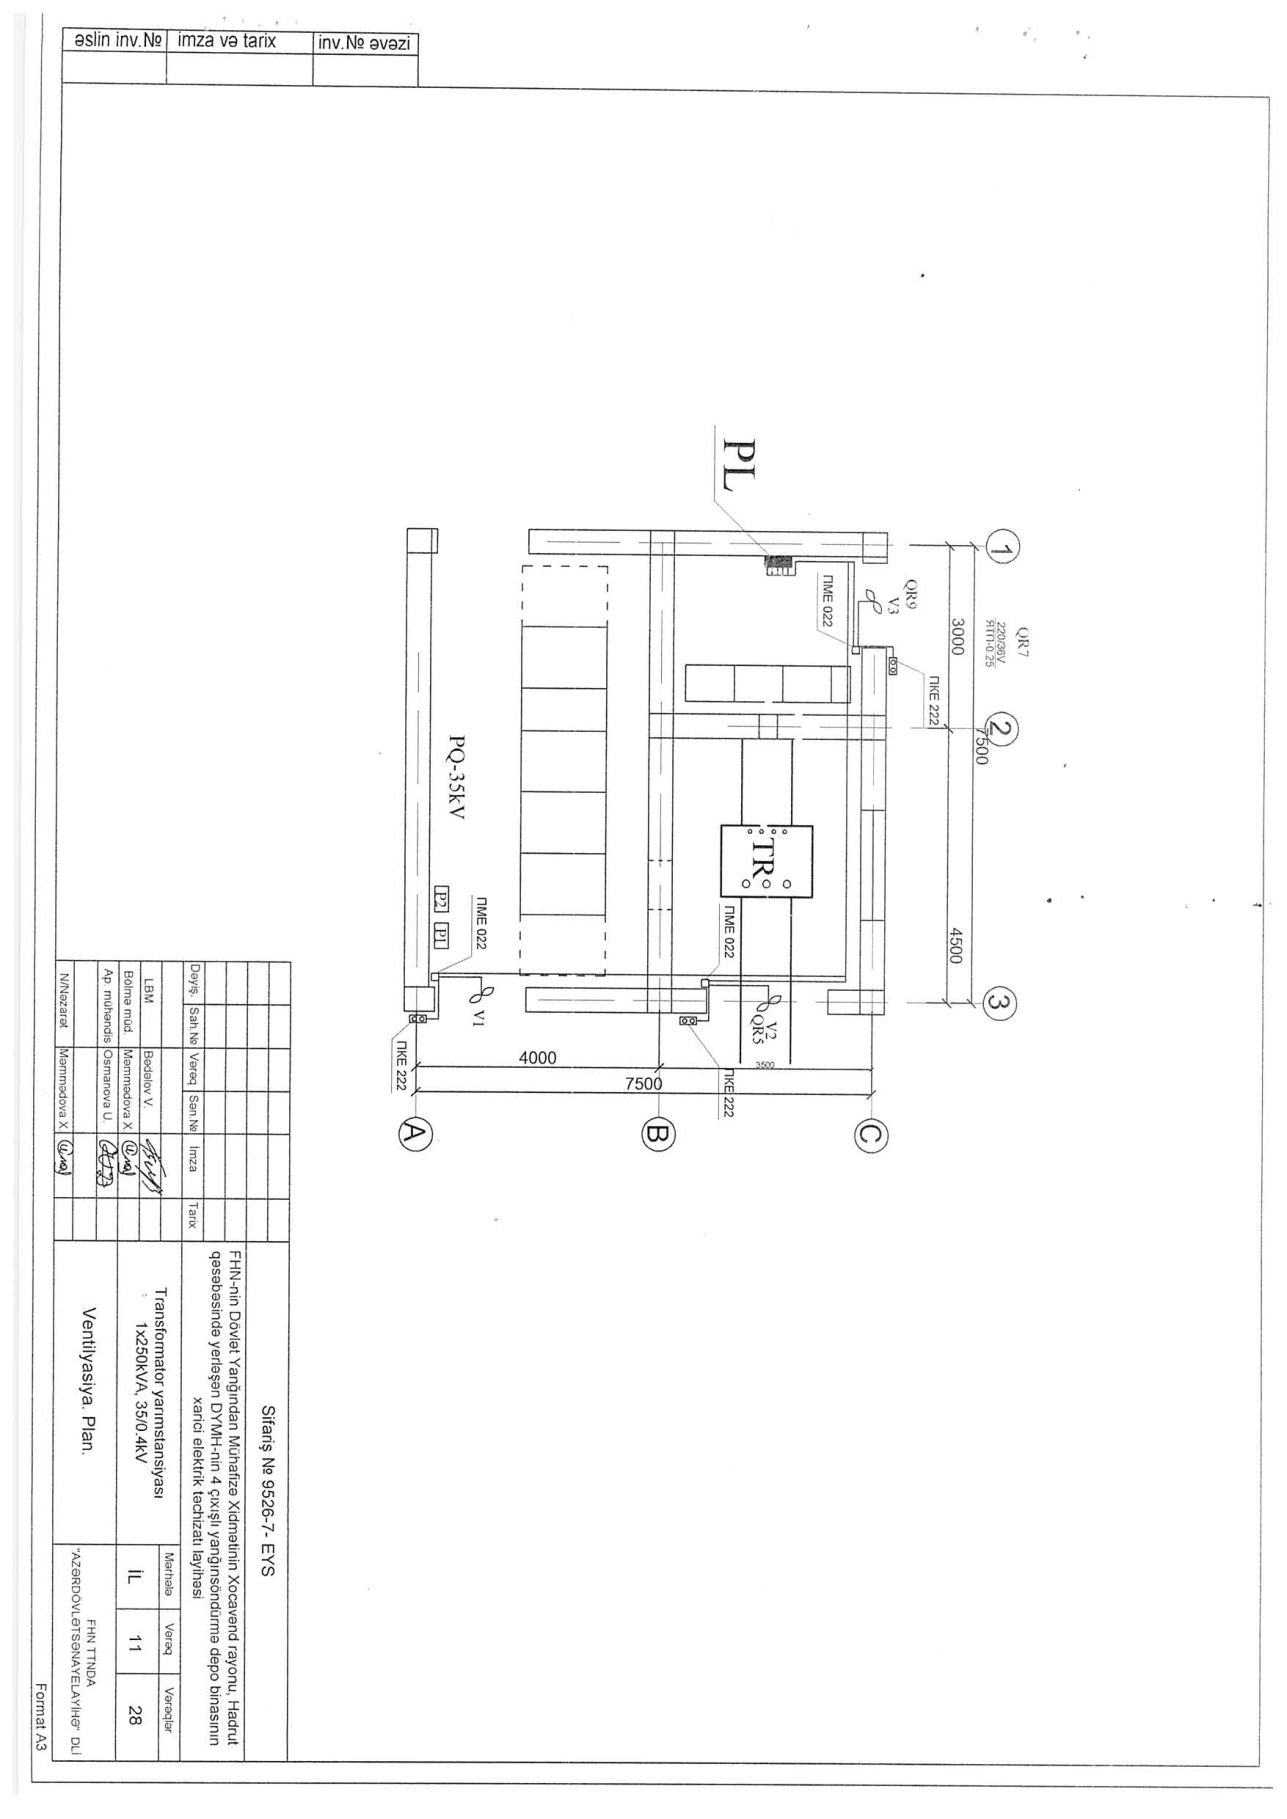 əslin inv.№
imza və tarix
inv.№ əvəzi
PL
1
2
3
QR7
220/36V
ЯТП-0.25
3000
7500
4500
QR9
V3
ПМЕ 022
ПКЕ 222
TR
ПМЕ 022
PQ-35kV
P2
P1
ПМЕ 022
V1
V2
QR5
ПКЕ 222
ПКЕ 222
4000
3500
7500
A
B
C
Sifariş № 9526-7- EYS
FHN-nin Dövlət Yanğından Mühafizə Xidmətinin Xocavənd rayonu, Hadrut
qəsəbəsində yerləşən DYMH-nin 4 çıxışlı yanğınsöndürmə depo binasının
xarici elektrik təchizatı layihəsi
Dəyiş. Sah.№ Vərəq Sən.№ İmza Tarix
LBM Bədəlov V.
Bölmə müd. Məmmədova X.
Ap. mühəndis Osmanova U.
N/Nəzarət Məmmədova X.
Transformator yarımstansiyası
1x250kVA, 35/0.4kV
Mərhələ Vərəq Vərəqlər
İL 11 28
Ventilyasiya. Plan.
FHN TTNDA
"AZƏRDÖVLƏTSƏNAYELAYİHƏ" DLİ
Format A3